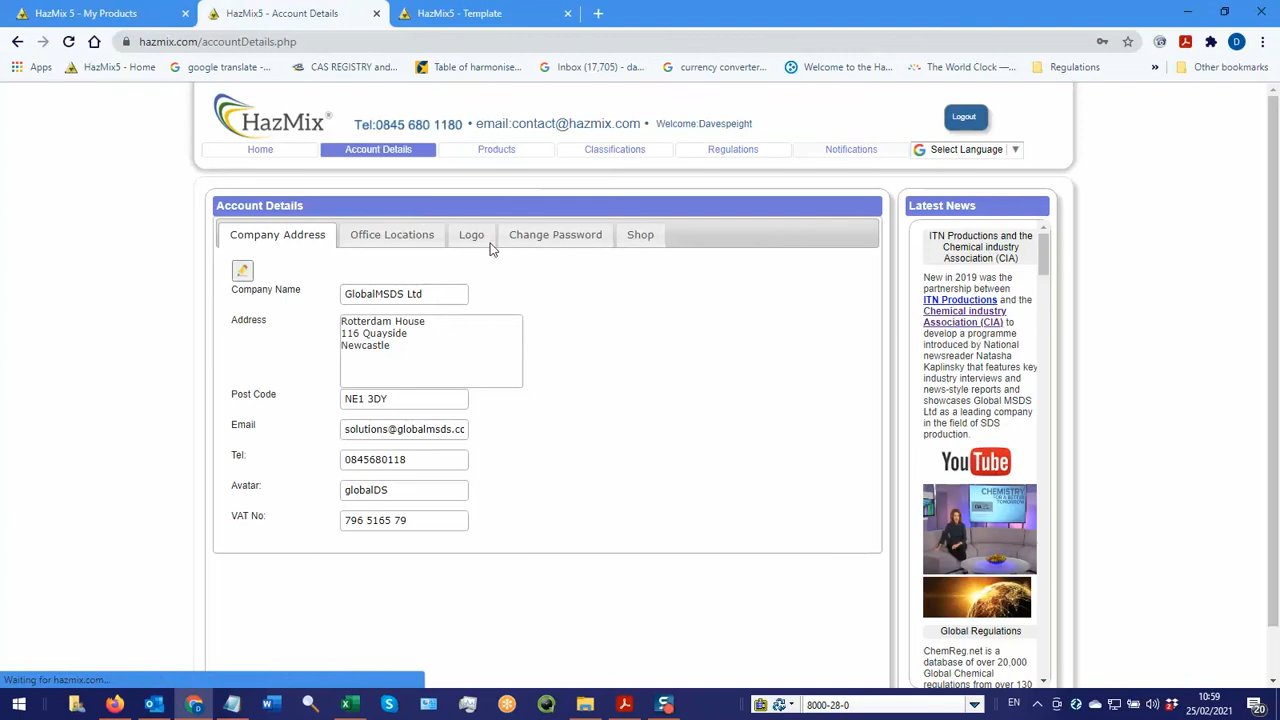 HazMix 5 - My Products
HazMix5 - Account Details
HazMix5 - Template
hazmix.com/accountDetails.php
Apps
HazMix5 - Home
google translate -...
CAS REGISTRY and...
Table of harmonise...
Inbox (17,705) - da...
currency converter...
Welcome to the Ha...
The World Clock —...
Regulations
Other bookmarks
HazMix®
Tel:0845 680 1180 • email:contact@hazmix.com • Welcome:Davespeight
Logout
Home
Account Details
Products
Classifications
Regulations
Notifications
Select Language
Account Details
Company Address
Office Locations
Logo
Change Password
Shop
Company Name
GlobalMSDS Ltd
Address
Rotterdam House
116 Quayside
Newcastle
Post Code
NE1 3DY
Email
solutions@globalmsds.cc
Tel:
0845680118
Avatar:
globalDS
VAT No:
796 5165 79
Latest News
ITN Productions and the
Chemical industry
Association (CIA)
New in 2019 was the
partnership between
ITN Productions and the
Chemical industry
Association (CIA) to
develop a programme
introduced by National
newsreader Natasha
Kaplinsky that features key
industry interviews and
news-style reports and
showcases Global MSDS
Ltd as a leading company
in the field of SDS
production.
YouTube
CHEMISTRY
FOR A BETTER
TOMORROW
Global Regulations
ChemReg.net is a
database of over 20,000
Global Chemical
regulations from over 130
Waiting for hazmix.com...
8000-28-0
EN
10:59
25/02/2021
20